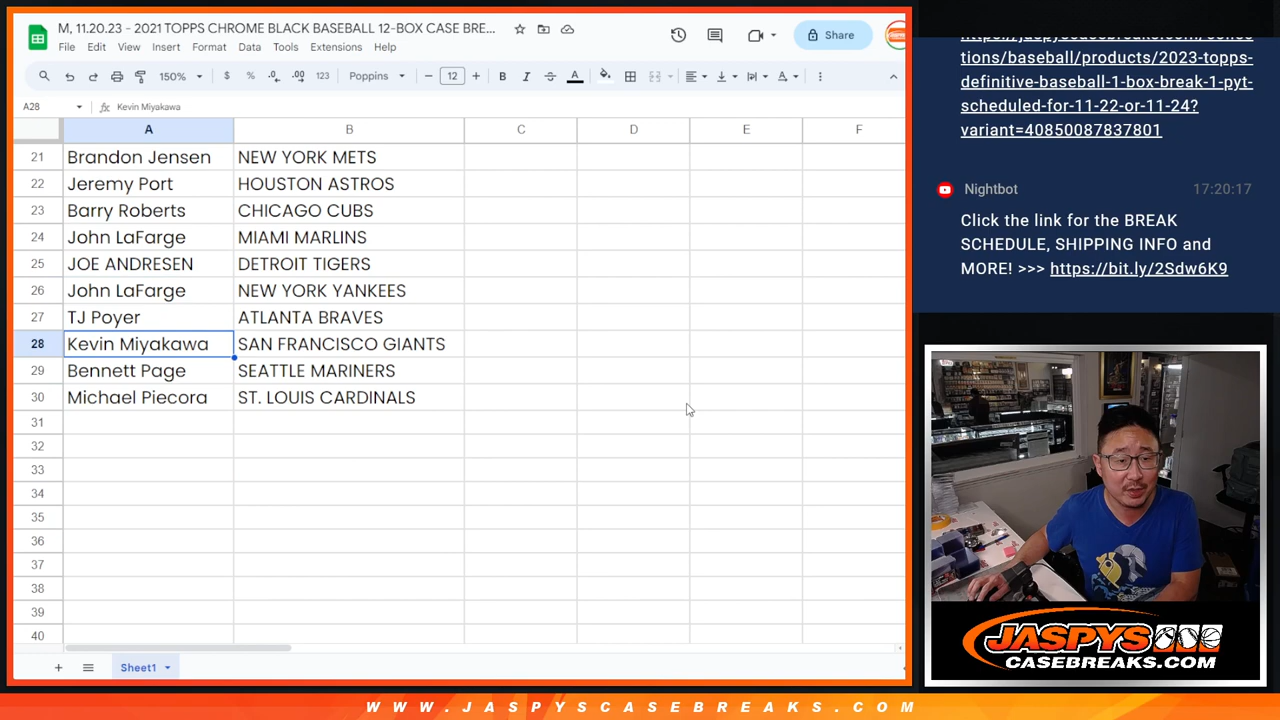 M, 11.20.23 - 2021 TOPPS CHROME BLACK BASEBALL 12-BOX CASE BRE...
File Edit View Insert Format Data Tools Extensions Help
Share
150% $ % .0 .00 123 Poppins 12 B I A
A28 fx Kevin Miyakawa
A B C D E F
21 Brandon Jensen NEW YORK METS
22 Jeremy Port HOUSTON ASTROS
23 Barry Roberts CHICAGO CUBS
24 John LaFarge MIAMI MARLINS
25 JOE ANDRESEN DETROIT TIGERS
26 John LaFarge NEW YORK YANKEES
27 TJ Poyer ATLANTA BRAVES
28 Kevin Miyakawa SAN FRANCISCO GIANTS
29 Bennett Page SEATTLE MARINERS
30 Michael Piecora ST. LOUIS CARDINALS
31
32
33
34
35
36
37
38
39
40
Sheet1
tions/baseball/products/2023-topps-
definitive-baseball-1-box-break-1-pyt-
scheduled-for-11-22-or-11-24?
variant=40850087837801
Nightbot 17:20:17
Click the link for the BREAK
SCHEDULE, SHIPPING INFO and
MORE! >>> https://bit.ly/2Sdw6K9
JASPYS
CASEBREAKS.COM
WWW.JASPYSCASEBREAKS.COM